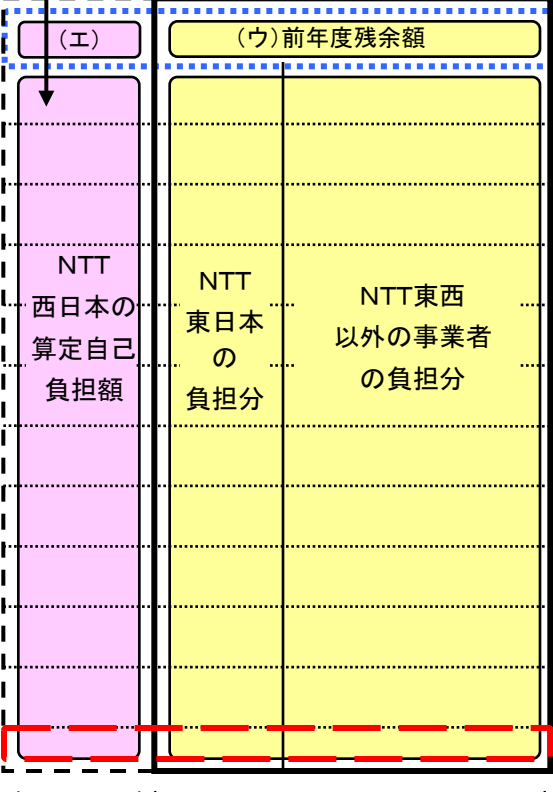 (エ)
(ウ)前年度残余額
NTT
西日本の
算定自己
負担額
NTT
東日本
の
負担分
NTT東西
以外の事業者
の負担分